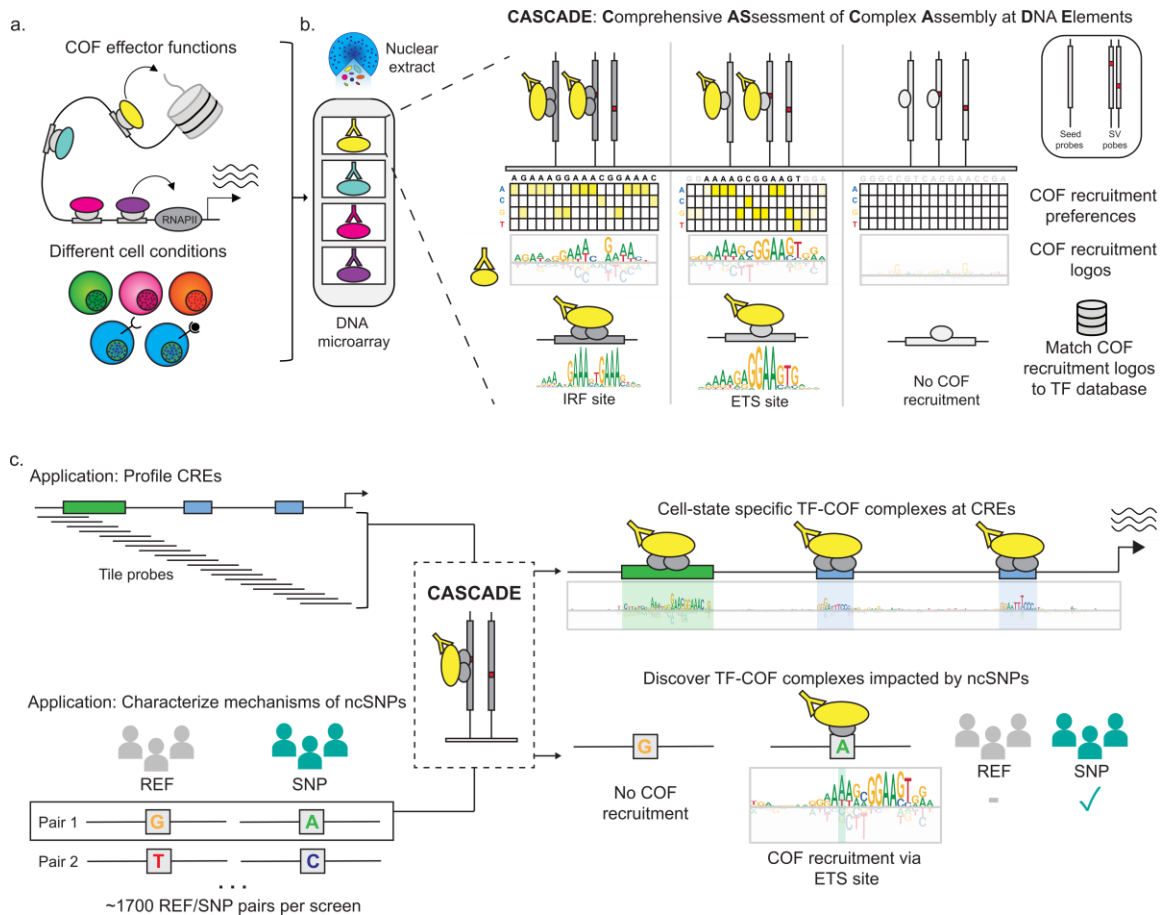 a.
COF effector functions
RNAPII
Different cell conditions
b.
Nuclear
extract
DNA
microarray
CASCADE: Comprehensive ASsessment of Complex Assembly at DNA Elements
Seed
probes
SV
pobes
A G A A A G G A A A C G G A A A C
G G A A A A G C G G A A G T G G A
G G G C C G T C A C G A A C C G A
A
C
G
T
A
C
G
T
A
C
G
T
COF recruitment
preferences
COF recruitment
logos
IRF site
ETS site
No COF
recruitment
Match COF
recruitment logos
to TF database
c.
Application: Profile CREs
Tile probes
CASCADE
Cell-state specific TF-COF complexes at CREs
Application: Characterize mechanisms of ncSNPs
REF
SNP
Pair 1
G
A
Pair 2
T
C
...
~1700 REF/SNP pairs per screen
Discover TF-COF complexes impacted by ncSNPs
G
No COF
recruitment
A
COF recruitment via
ETS site
REF
SNP
-
✓